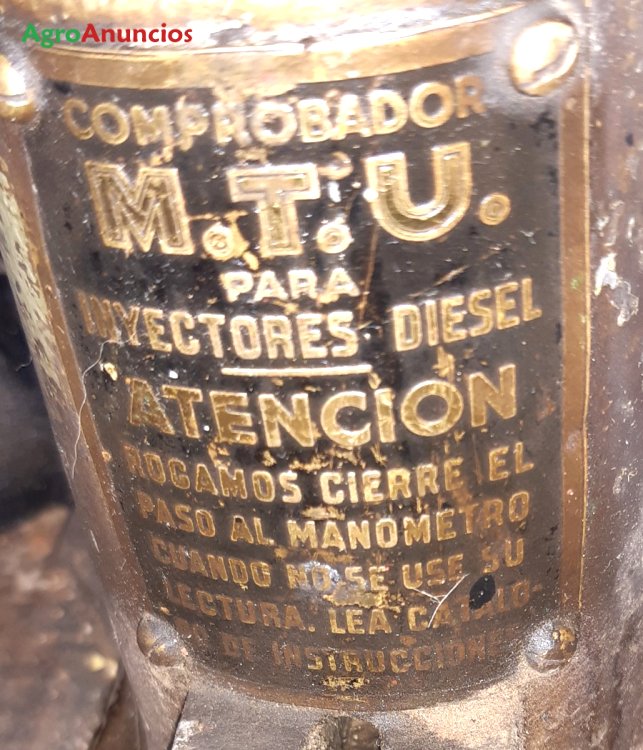 AgroAnuncios
COMPROBADOR
M.T.U.
PARA
INYECTORES DIESEL
ATENCION
ROGAMOS CIERRE EL
PASO AL MANOMETRO
CUANDO NO SE USE SU
LECTURA. LEA CATALO-
GO DE INSTRUCCIONES